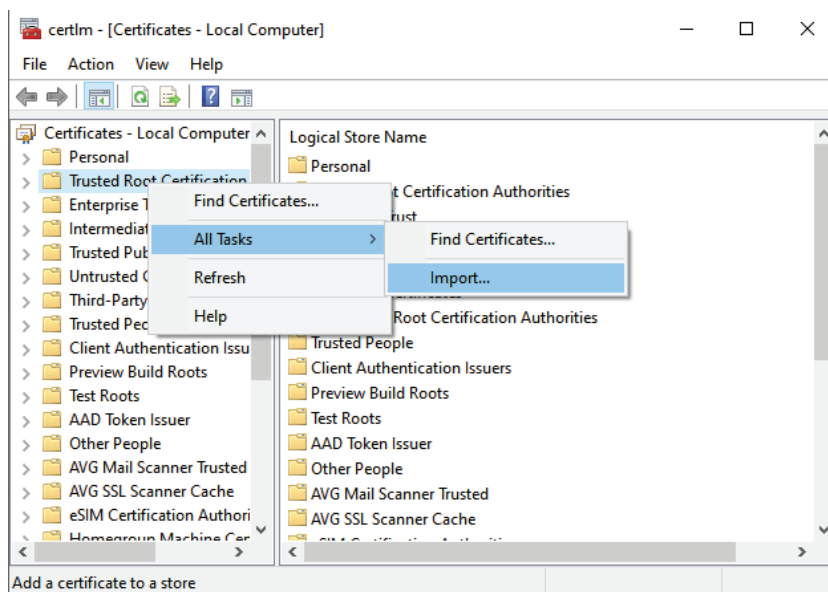 certlm - [Certificates - Local Computer]
File Action View Help
Certificates - Local Computer
Personal
Trusted Root Certification
Enterprise T
Intermediat
Trusted Pub
Untrusted C
Third-Party
Trusted Peo
Client Authentication Issu
Preview Build Roots
Test Roots
AAD Token Issuer
Other People
AVG Mail Scanner Trusted
AVG SSL Scanner Cache
eSIM Certification Authori
Homegroup Machine Cer
Find Certificates...
All Tasks
Refresh
Help
Find Certificates...
Import...
Logical Store Name
Personal
t Certification Authorities
rust
Root Certification Authorities
Trusted People
Client Authentication Issuers
Preview Build Roots
Test Roots
AAD Token Issuer
Other People
AVG Mail Scanner Trusted
AVG SSL Scanner Cache
Add a certificate to a store